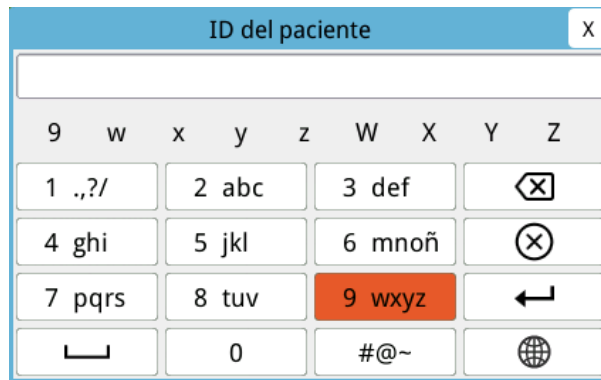 ID del paciente X
9 w x y z W X Y Z
1 .,?/ 2 abc 3 def
4 ghi 5 jkl 6 mnoñ
7 pqrs 8 tuv 9 wxyz
0 #@~